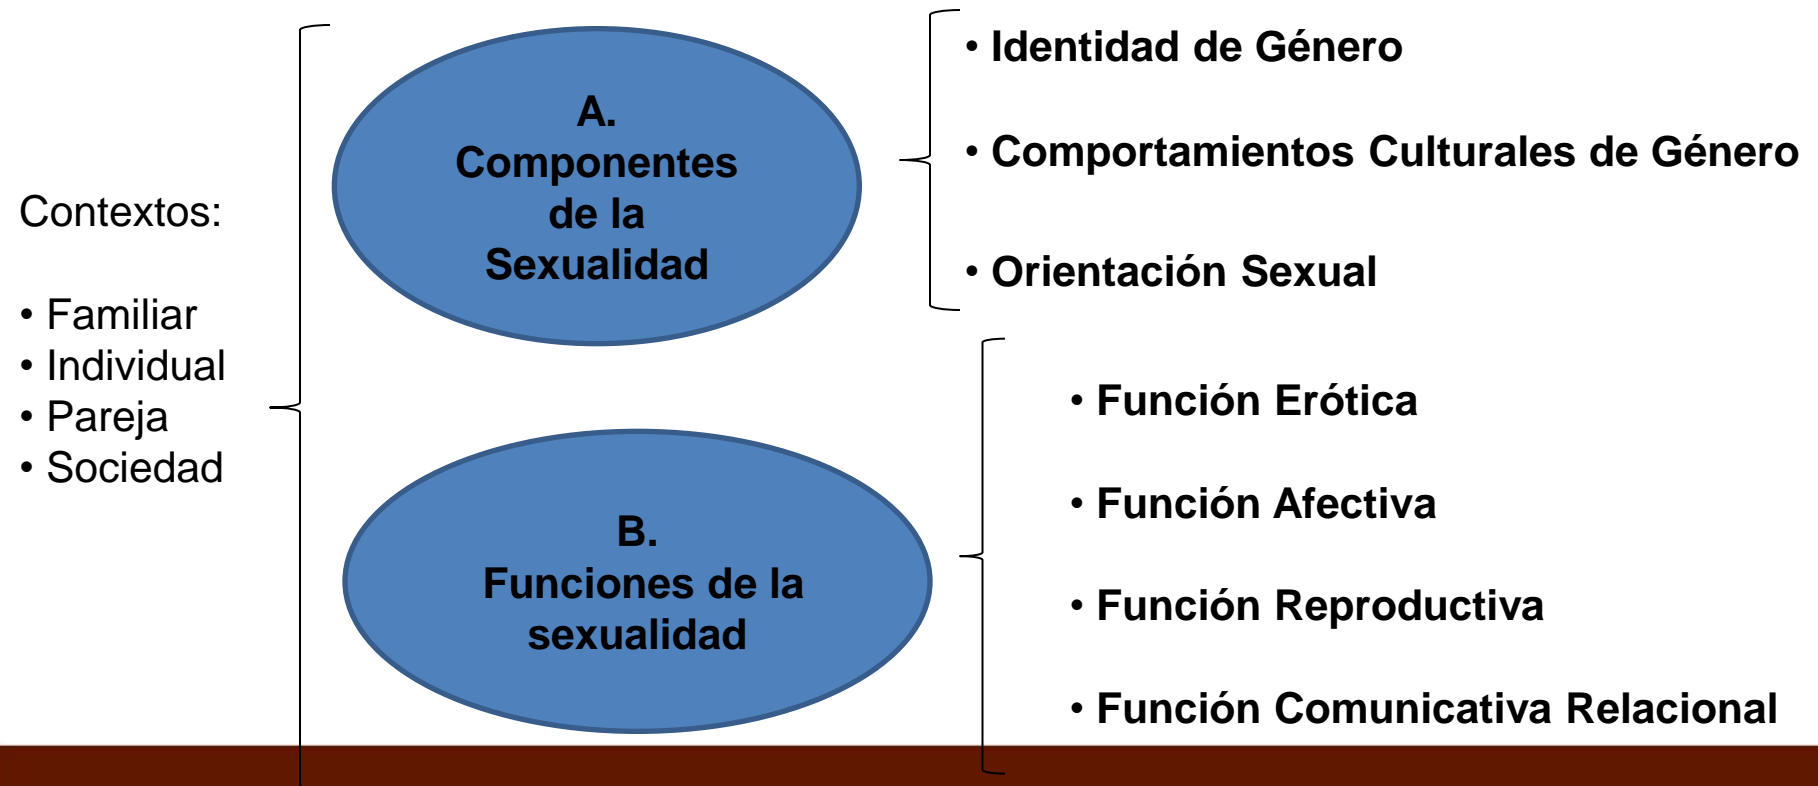 Contextos:
• Familiar
• Individual
• Pareja
• Sociedad
A.
Componentes
de la
Sexualidad
• Identidad de Género
• Comportamientos Culturales de Género
• Orientación Sexual
B.
Funciones de la
sexualidad
• Función Erótica
• Función Afectiva
• Función Reproductiva
• Función Comunicativa Relacional